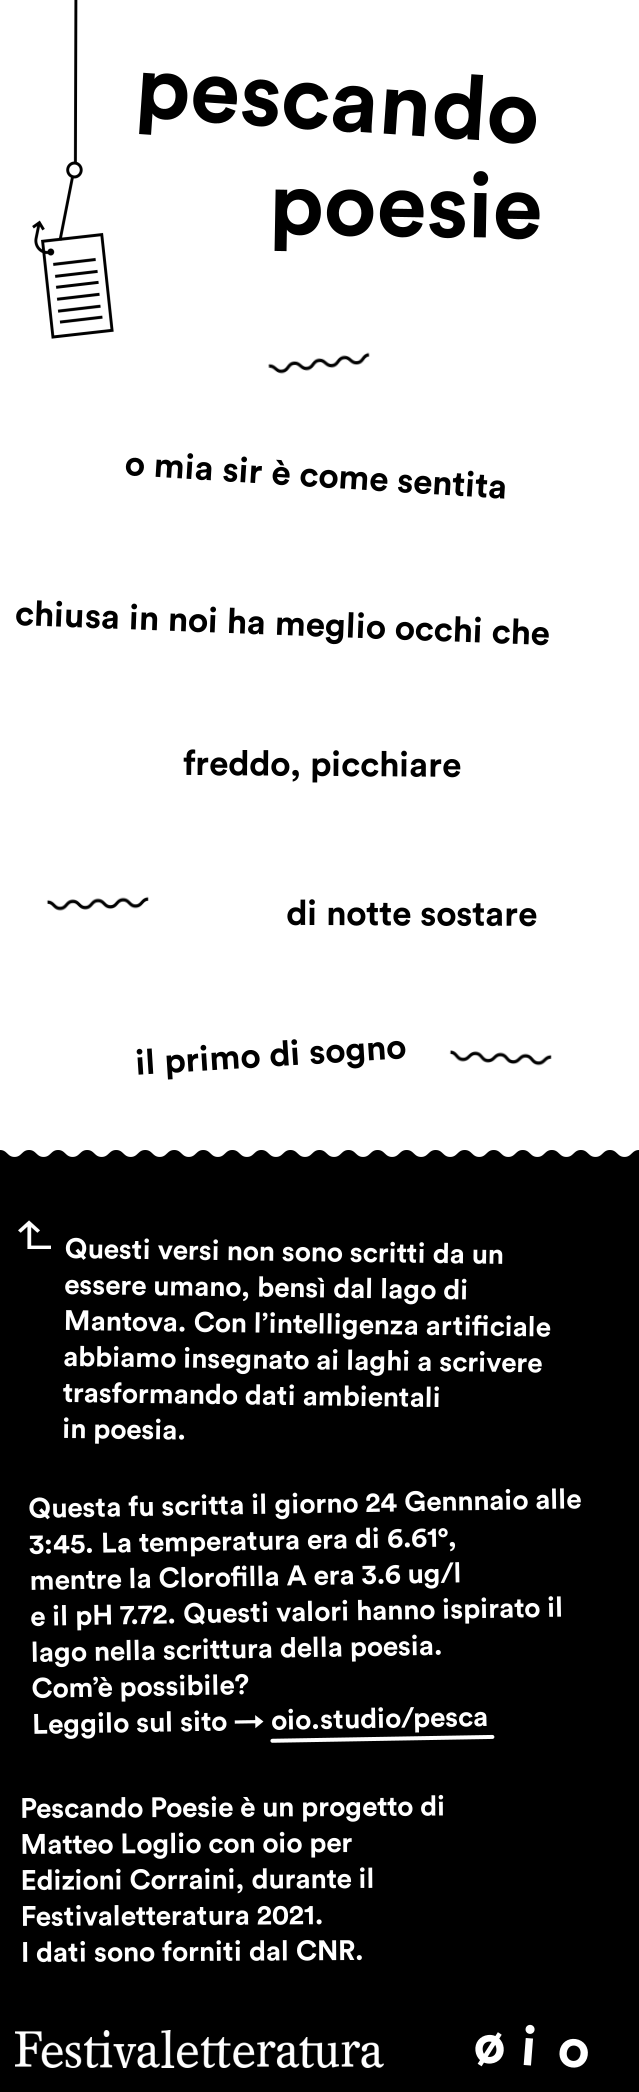 pescando
poesie
o mia sir è come sentita
chiusa in noi ha meglio occhi che
freddo, picchiare
di notte sostare
il primo di sogno
Questi versi non sono scritti da un
essere umano, bensì dal lago di
Mantova. Con l’intelligenza artificiale
abbiamo insegnato ai laghi a scrivere
trasformando dati ambientali
in poesia.
Questa fu scritta il giorno 24 Gennnaio alle
3:45. La temperatura era di 6.61°,
mentre la Clorofilla A era 3.6 ug/l
e il pH 7.72. Questi valori hanno ispirato il
lago nella scrittura della poesia.
Com’è possibile?
Leggilo sul sito → oio.studio/pesca
Pescando Poesie è un progetto di
Matteo Loglio con oio per
Edizioni Corraini, durante il
Festivaletteratura 2021.
I dati sono forniti dal CNR.
Festivaletteratura øio